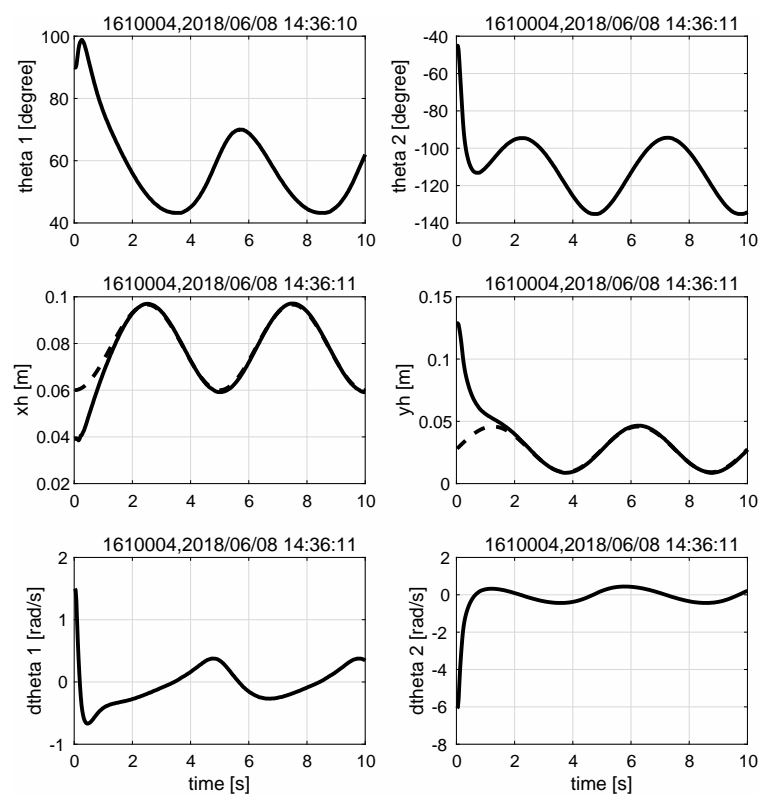 1610004,2018/06/08 14:36:10
100
80
60
40
theta 1 [degree]
0 2 4 6 8 10
1610004,2018/06/08 14:36:11
-40
-60
-80
-100
-120
-140
theta 2 [degree]
0 2 4 6 8 10
1610004,2018/06/08 14:36:11
0.1
0.08
0.06
0.04
0.02
xh [m]
0 2 4 6 8 10
1610004,2018/06/08 14:36:11
0.15
0.1
0.05
0
yh [m]
0 2 4 6 8 10
1610004,2018/06/08 14:36:11
2
1
0
-1
dtheta 1 [rad/s]
0 2 4 6 8 10
time [s]
1610004,2018/06/08 14:36:11
2
0
-2
-4
-6
-8
dtheta 2 [rad/s]
0 2 4 6 8 10
time [s]